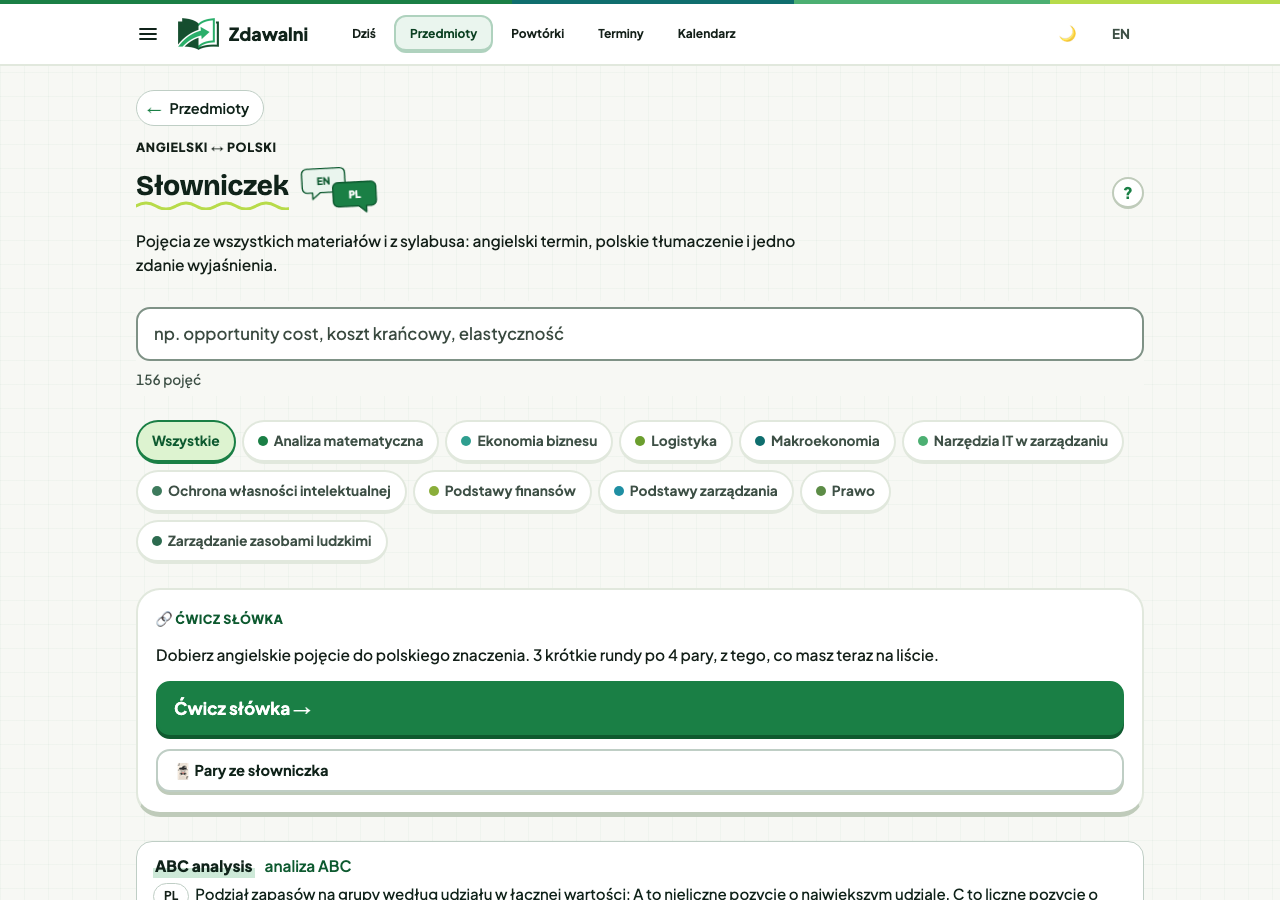 Zdawalni
Dziś
Przedmioty
Powtórki
Terminy
Kalendarz
EN
← Przedmioty
ANGIELSKI ↔ POLSKI
Słowniczek
EN
PL
?
Pojęcia ze wszystkich materiałów i z sylabusa: angielski termin, polskie tłumaczenie i jedno
zdanie wyjaśnienia.
np. opportunity cost, koszt krańcowy, elastyczność
156 pojęć
Wszystkie
Analiza matematyczna
Ekonomia biznesu
Logistyka
Makroekonomia
Narzędzia IT w zarządzaniu
Ochrona własności intelektualnej
Podstawy finansów
Podstawy zarządzania
Prawo
Zarządzanie zasobami ludzkimi
ĆWICZ SŁÓWKA
Dobierz angielskie pojęcie do polskiego znaczenia. 3 krótkie rundy po 4 pary, z tego, co masz teraz na liście.
Ćwicz słówka →
Pary ze słowniczka
ABC analysis analiza ABC
PL Podział zapasów na grupy według udziału w łącznej wartości: A to nieliczne pozycje o największym udziale, C to liczne pozycje o